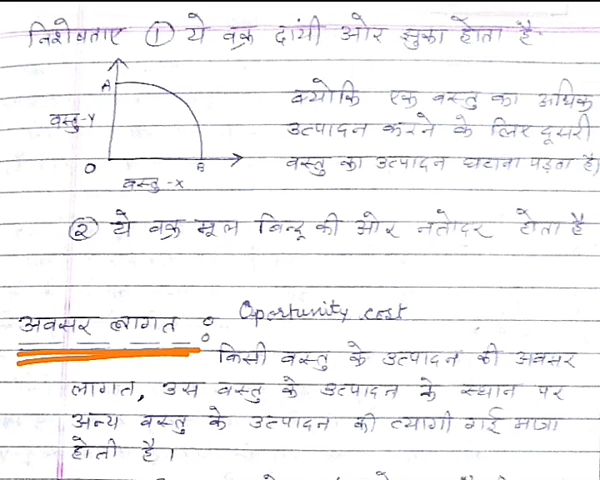 विशेषताए ① ये वक्र दांयी ओर झुका होता है
A
वस्तु-Y
O
B
वस्तु-X
क्योकि एक वस्तु का अधिक
उत्पादन करने के लिए दूसरी
वस्तु का उत्पादन घटाना पड़ता है।
② ये वक्र मूल बिन्दू की ओर नतोदर होता है
अवसर लागत : Oportunity cost
किसी वस्तु के उत्पादन की अवसर
लागत, उस वस्तु के उत्पादन के स्थान पर
अन्य वस्तु के उत्पादन की त्यागी गई मात्रा
होती है।